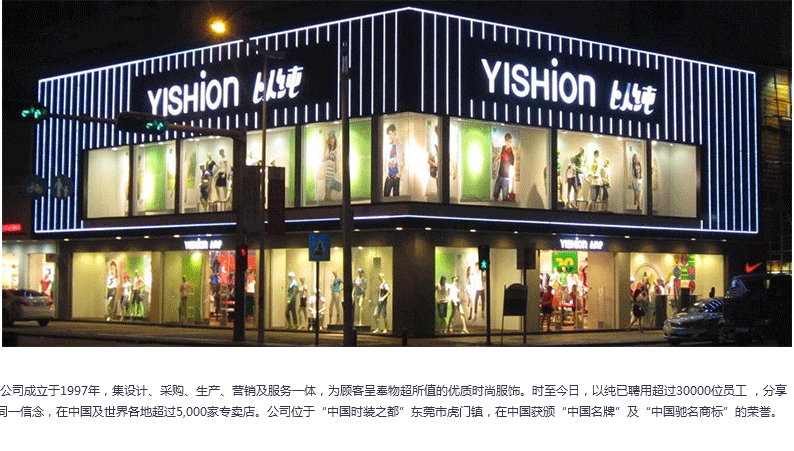 YISHION 以纯
YISHION 以纯
YISHION 以纯
YISHION 以纯
公司成立于1997年，集设计、采购、生产、营销及服务一体，为顾客呈奉物超所值的优质时尚服饰。时至今日，以纯已聘用超过30000位员工 ，分享
同一信念，在中国及世界各地超过5,000家专卖店。公司位于“中国时装之都”东莞市虎门镇，在中国获颁“中国名牌”及“中国驰名商标”的荣誉。